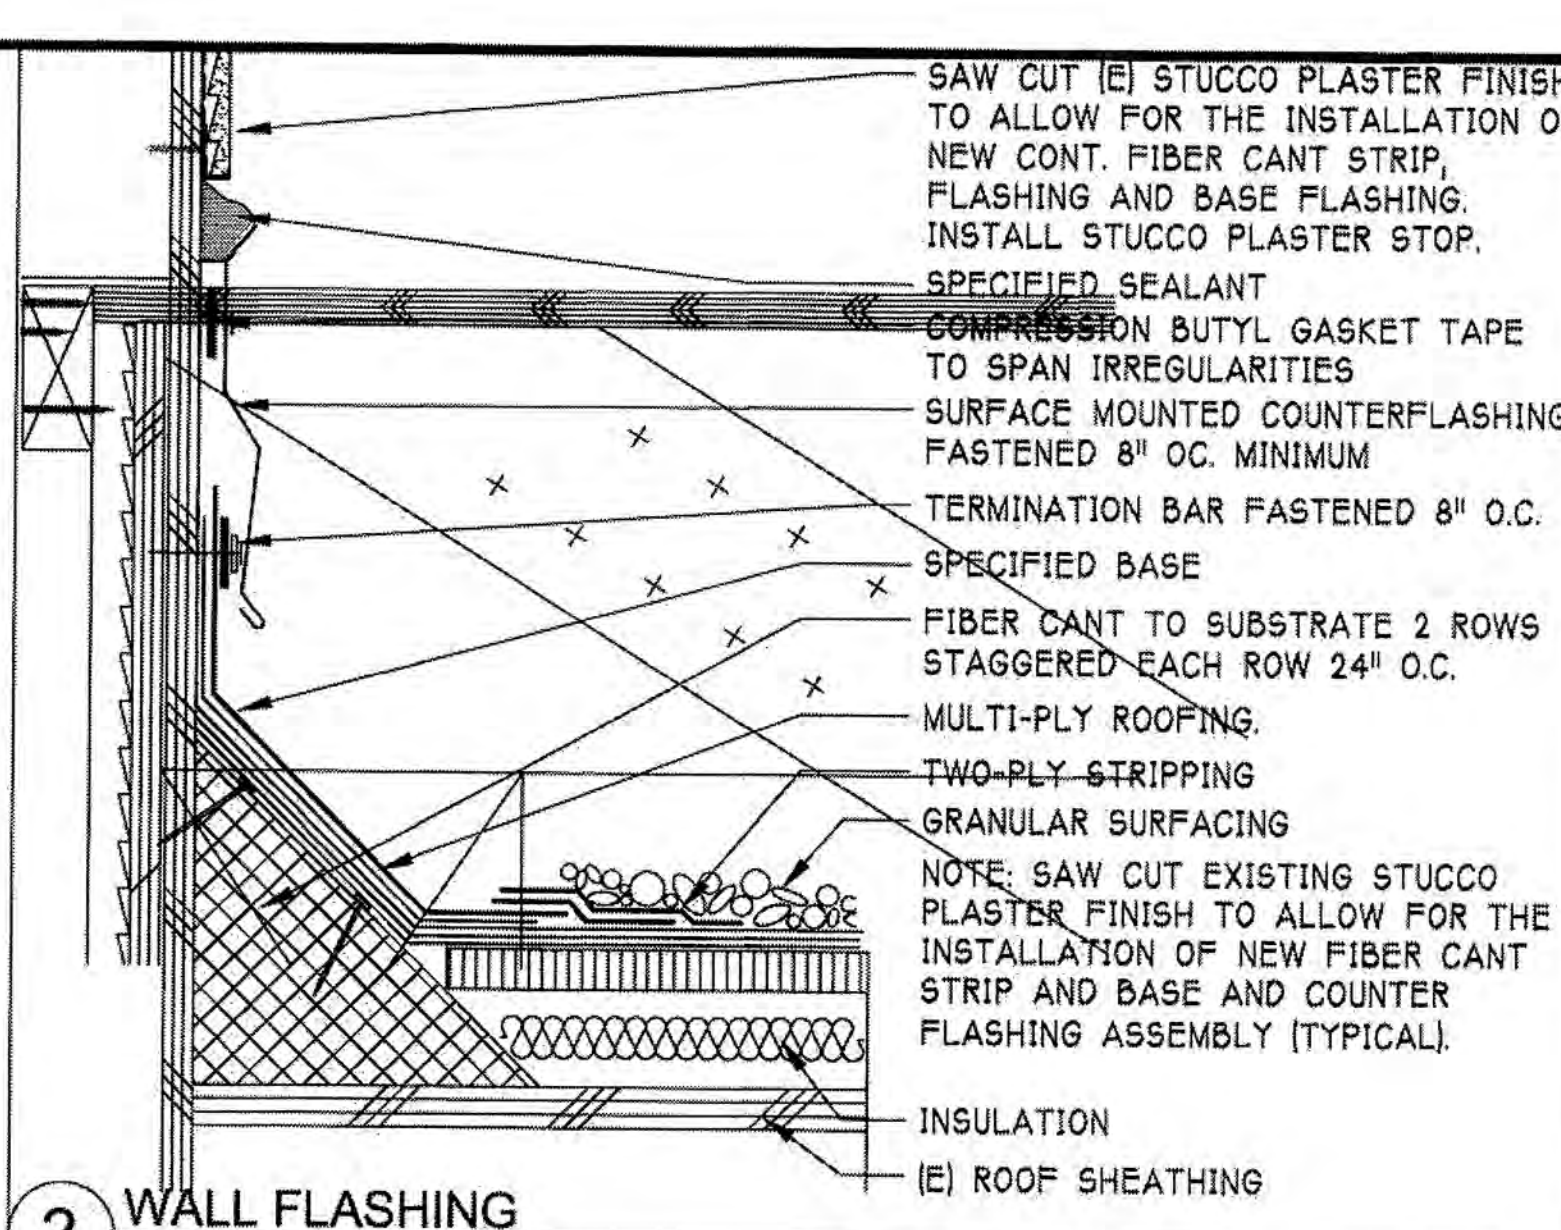 SAW CUT (E) STUCCO PLASTER FINISH
TO ALLOW FOR THE INSTALLATION O
NEW CONT. FIBER CANT STRIP,
FLASHING AND BASE FLASHING.
INSTALL STUCCO PLASTER STOP.
SPECIFIED SEALANT
COMPRESSION BUTYL GASKET TAPE
TO SPAN IRREGULARITIES
SURFACE MOUNTED COUNTERFLASHING
FASTENED 8" OC. MINIMUM
TERMINATION BAR FASTENED 8" O.C.
SPECIFIED BASE
FIBER CANT TO SUBSTRATE 2 ROWS
STAGGERED EACH ROW 24" O.C.
MULTI-PLY ROOFING.
TWO-PLY STRIPPING
GRANULAR SURFACING
NOTE: SAW CUT EXISTING STUCCO
PLASTER FINISH TO ALLOW FOR THE
INSTALLATION OF NEW FIBER CANT
STRIP AND BASE AND COUNTER
FLASHING ASSEMBLY (TYPICAL).
INSULATION
(E) ROOF SHEATHING
WALL FLASHING